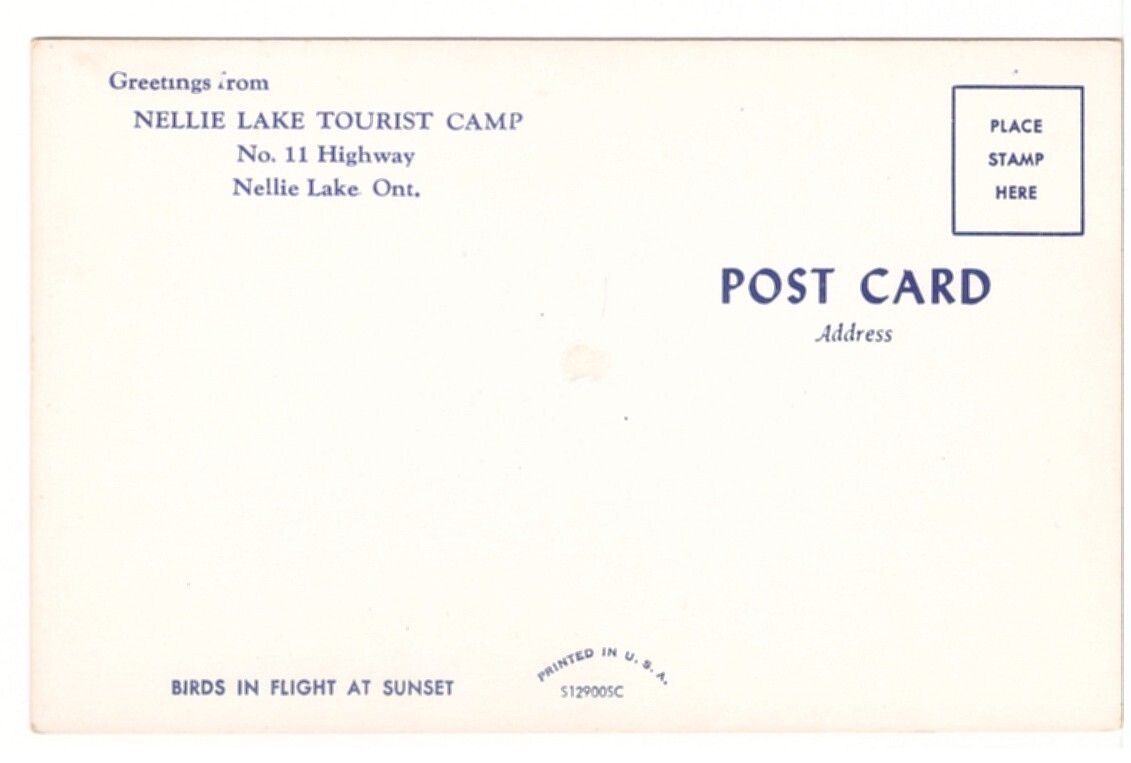 Greetings from
NELLIE LAKE TOURIST CAMP
No. 11 Highway
Nellie Lake Ont.
PLACE
STAMP
HERE
POST CARD
Address
BIRDS IN FLIGHT AT SUNSET
PRINTED IN U. S. A.
S12900SC